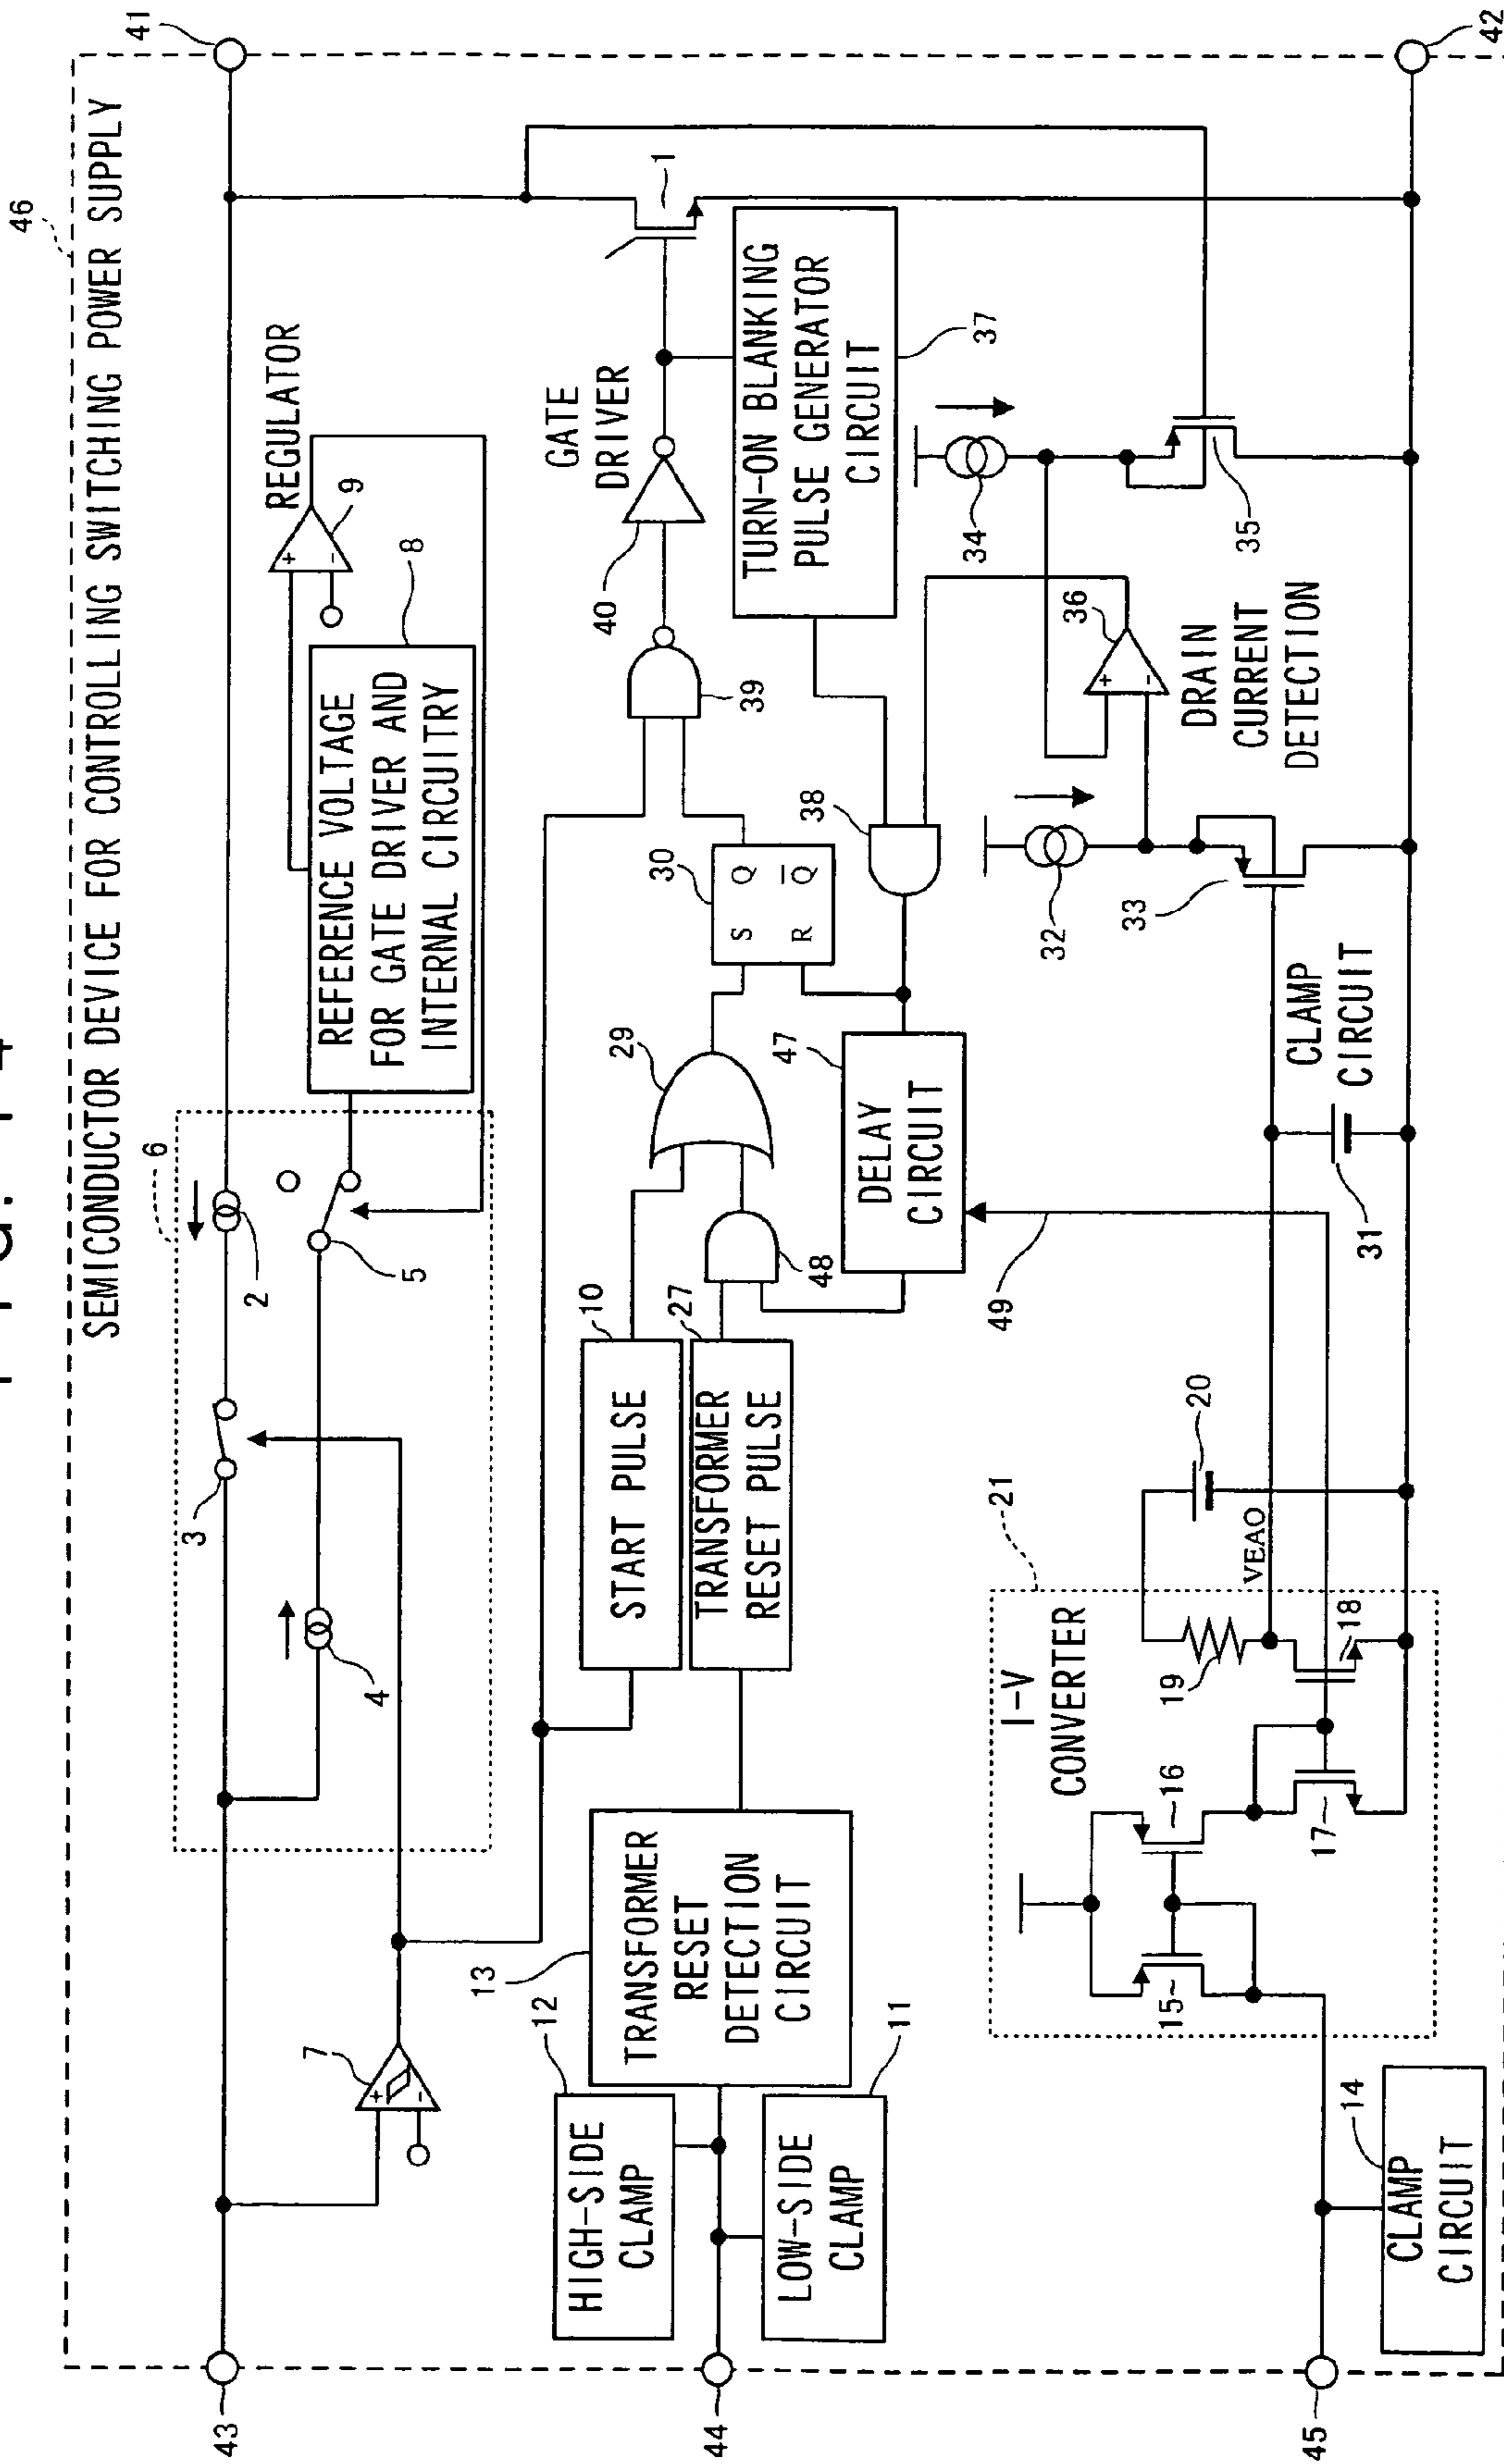 46
SEMICONDUCTOR DEVICE FOR CONTROLLING SWITCHING POWER SUPPLY
41
6
3
2
REGULATOR
9
+
-
4
5
8
REFERENCE VOLTAGE
FOR GATE DRIVER AND
INTERNAL CIRCUITRY
43
7
+
-
GATE
DRIVER
1
40
39
12
HIGH-SIDE
CLAMP
13
TRANSFORMER
RESET
DETECTION
CIRCUIT
10
START PULSE
27
TRANSFORMER
RESET PULSE
29
48
30
S Q
R Q
TURN-ON BLANKING
PULSE GENERATOR
CIRCUIT
37
44
LOW-SIDE
CLAMP
11
47
DELAY
CIRCUIT
38
36
+
-
34
49
32
DRAIN
CURRENT
DETECTION
35
21
I-V
CONVERTER
20
19
VEAO
33
15
16
17
18
CLAMP
CIRCUIT
31
45
14
CLAMP
CIRCUIT
42